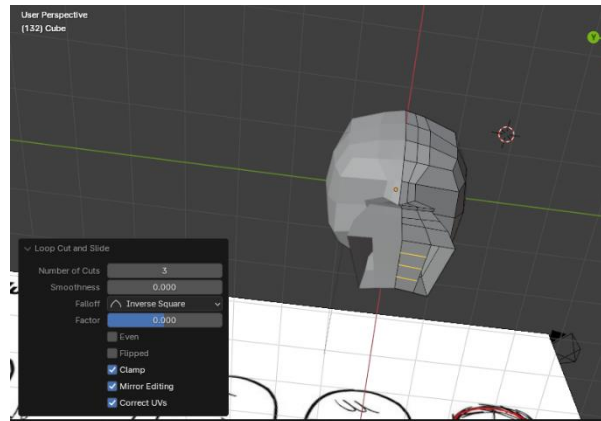 User Perspective
(132) Cube
Y
Loop Cut and Slide
Number of Cuts 3
Smoothness 0.000
Falloff Inverse Square
Factor 0.000
Even
Flipped
Clamp
Mirror Editing
Correct UVs